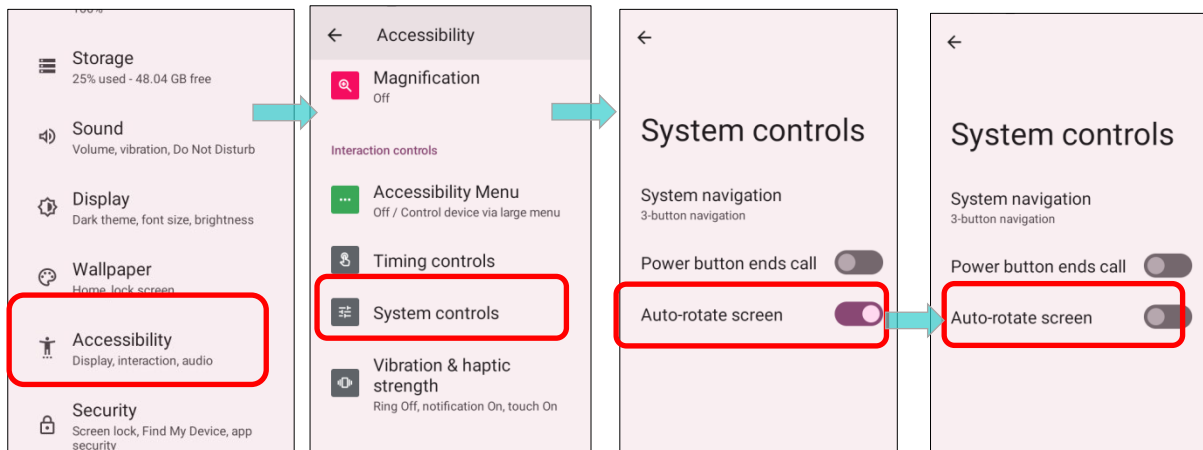 100%
Storage
25% used - 48.04 GB free
Sound
Volume, vibration, Do Not Disturb
Display
Dark theme, font size, brightness
Wallpaper
Home, lock screen
Accessibility
Display, interaction, audio
Security
Screen lock, Find My Device, app
security
Accessibility
Magnification
Off
Interaction controls
Accessibility Menu
Off / Control device via large menu
Timing controls
System controls
Vibration & haptic
strength
Ring Off, notification On, touch On
System controls
System navigation
3-button navigation
Power button ends call
Auto-rotate screen
System controls
System navigation
3-button navigation
Power button ends call
Auto-rotate screen